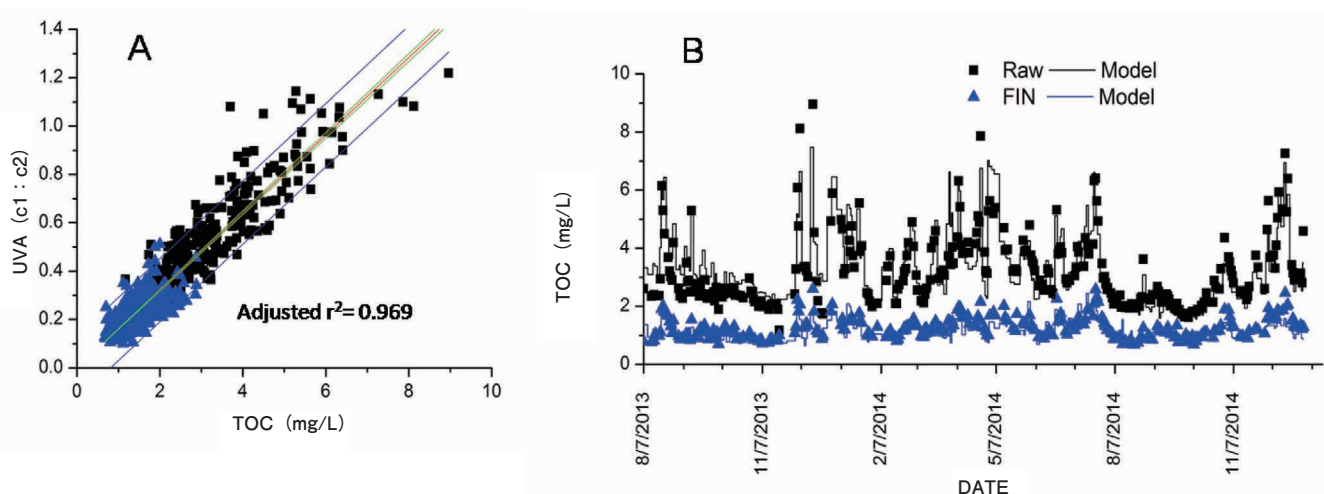 A
1.4
1.2
1.0
0.8
0.6
0.4
0.2
0.0
UVA (c1 : c2)
Adjusted r²= 0.969
0 2 4 6 8 10
TOC (mg/L)
B
Raw Model
FIN Model
10
8
6
4
2
0
TOC (mg/L)
8/7/2013
11/7/2013
2/7/2014
5/7/2014
8/7/2014
11/7/2014
DATE